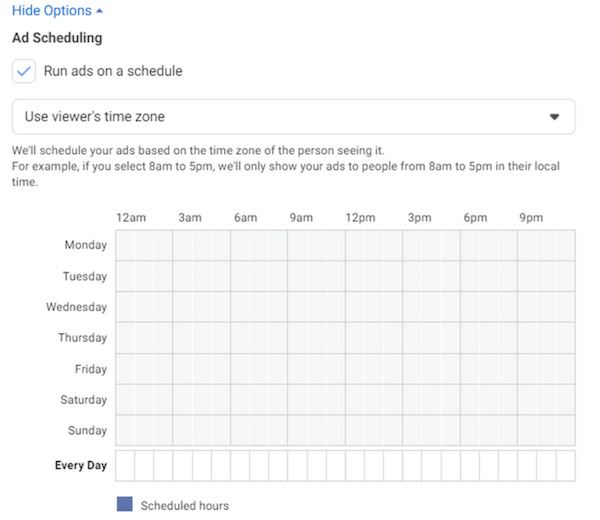 Hide Options
Ad Scheduling
Run ads on a schedule
Use viewer's time zone
We'll schedule your ads based on the time zone of the person seeing it.
For example, if you select 8am to 5pm, we'll only show your ads to people from 8am to 5pm in their local
time.
12am 3am 6am 9am 12pm 3pm 6pm 9pm
Monday
Tuesday
Wednesday
Thursday
Friday
Saturday
Sunday
Every Day
Scheduled hours